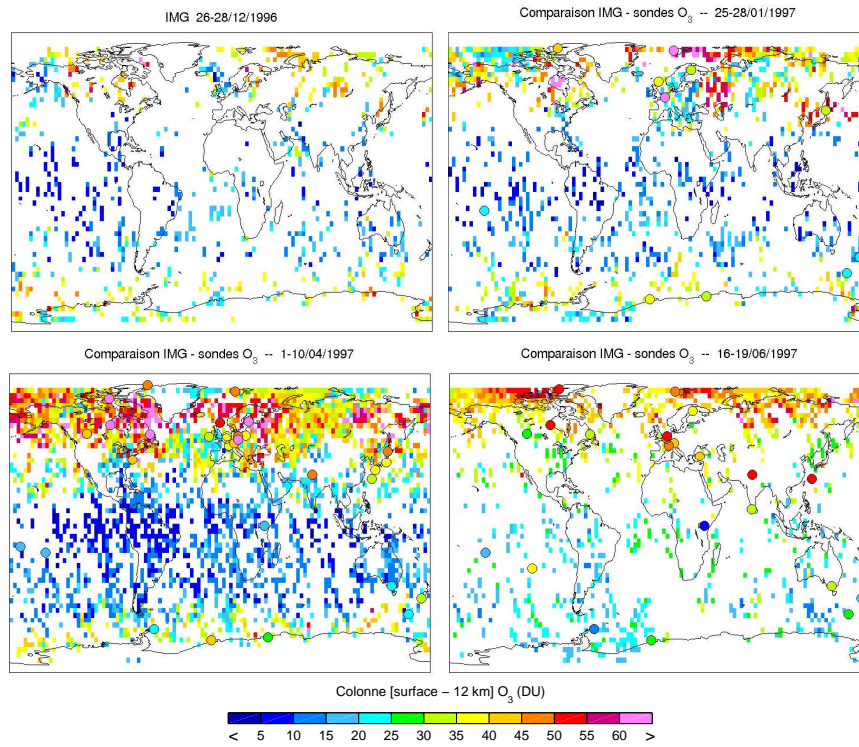 IMG 26-28/12/1996
Comparaison IMG - sondes O3 -- 25-28/01/1997
Comparaison IMG - sondes O3 -- 1-10/04/1997
Comparaison IMG - sondes O3 -- 16-19/06/1997
Colonne [surface – 12 km] O3 (DU)
< 5 10 15 20 25 30 35 40 45 50 55 60 >